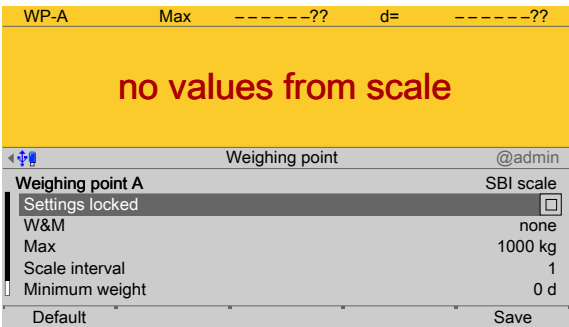 WP-A Max – – – – – –?? d= – – – – – –??
no values from scale
Weighing point @admin
Weighing point A SBI scale
Settings locked
W&M none
Max 1000 kg
Scale interval 1
Minimum weight 0 d
Default Save